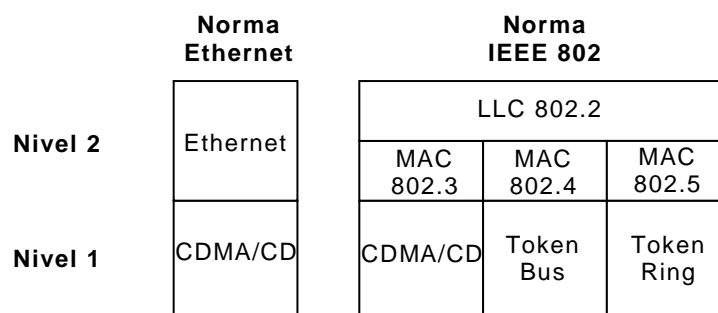 Norma
Ethernet
Norma
IEEE 802
Nivel 2
Ethernet
LLC 802.2
MAC
802.3
MAC
802.4
MAC
802.5
Nivel 1
CDMA/CD
CDMA/CD
Token
Bus
Token
Ring